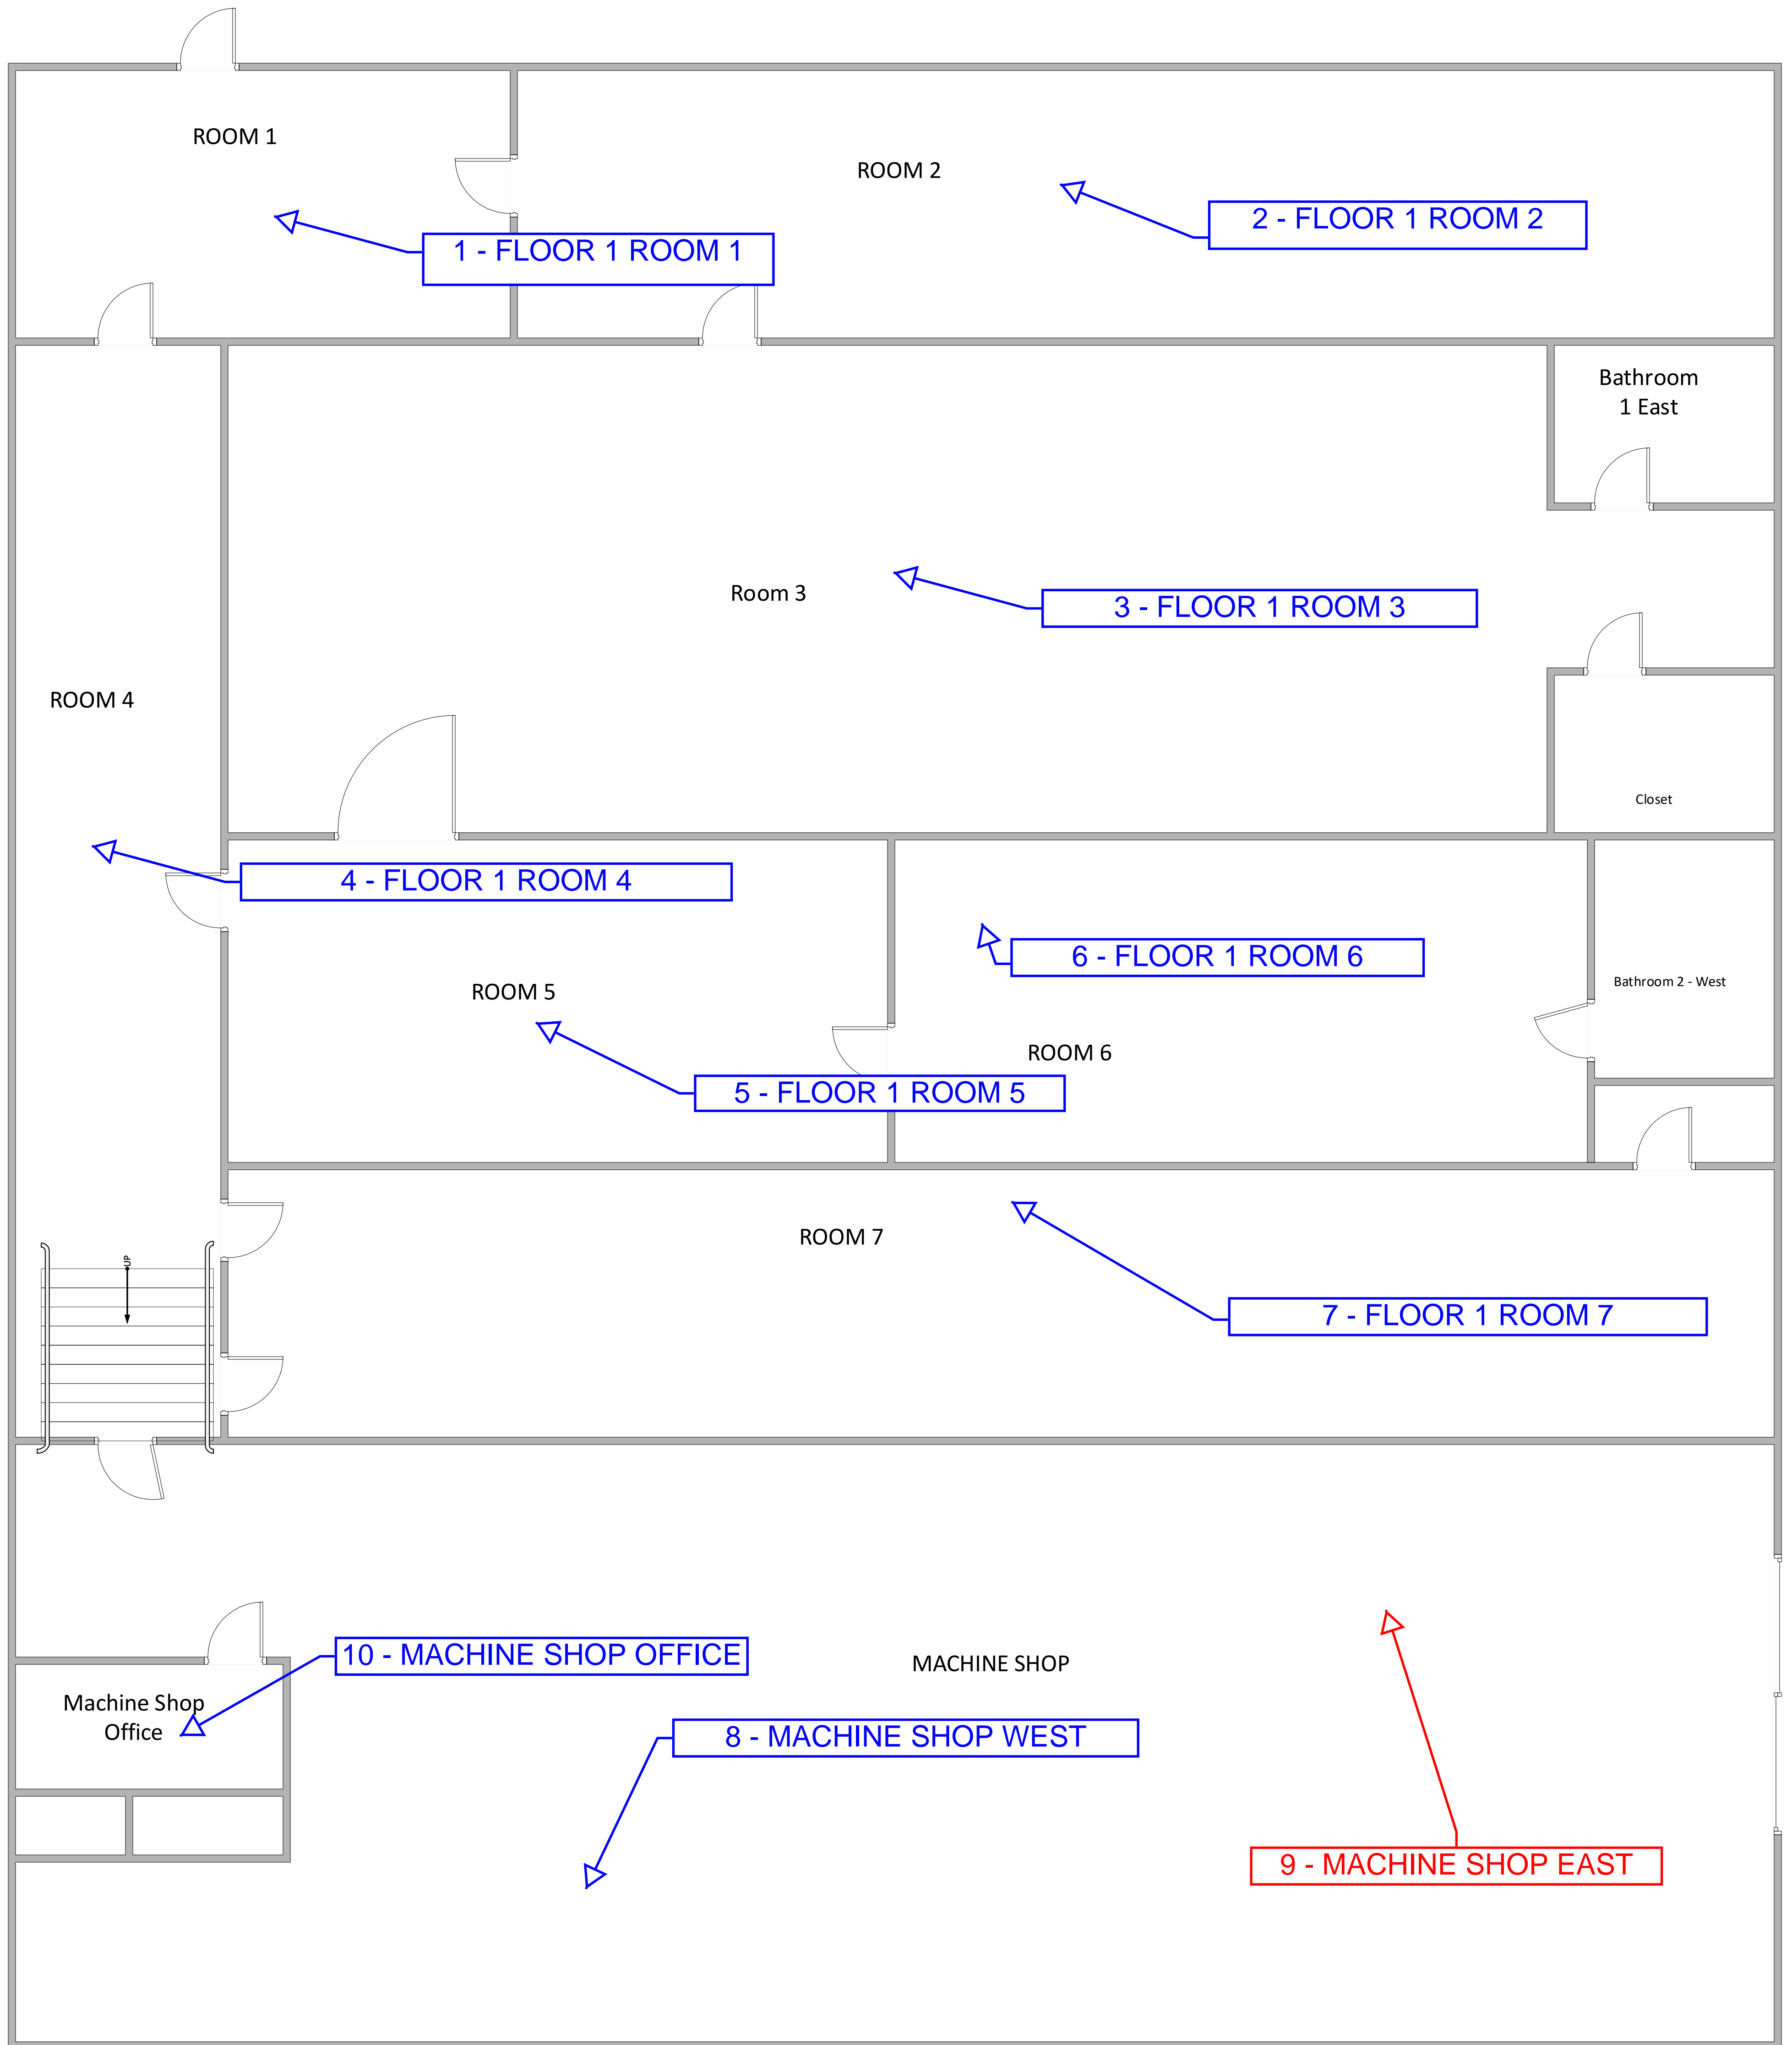 ROOM 1
ROOM 2
2 - FLOOR 1 ROOM 2
1 - FLOOR 1 ROOM 1
Bathroom
1 East
Room 3
3 - FLOOR 1 ROOM 3
ROOM 4
Closet
4 - FLOOR 1 ROOM 4
6 - FLOOR 1 ROOM 6
Bathroom 2 - West
ROOM 5
ROOM 6
5 - FLOOR 1 ROOM 5
ROOM 7
UP
7 - FLOOR 1 ROOM 7
10 - MACHINE SHOP OFFICE
MACHINE SHOP
Machine Shop
Office
8 - MACHINE SHOP WEST
9 - MACHINE SHOP EAST